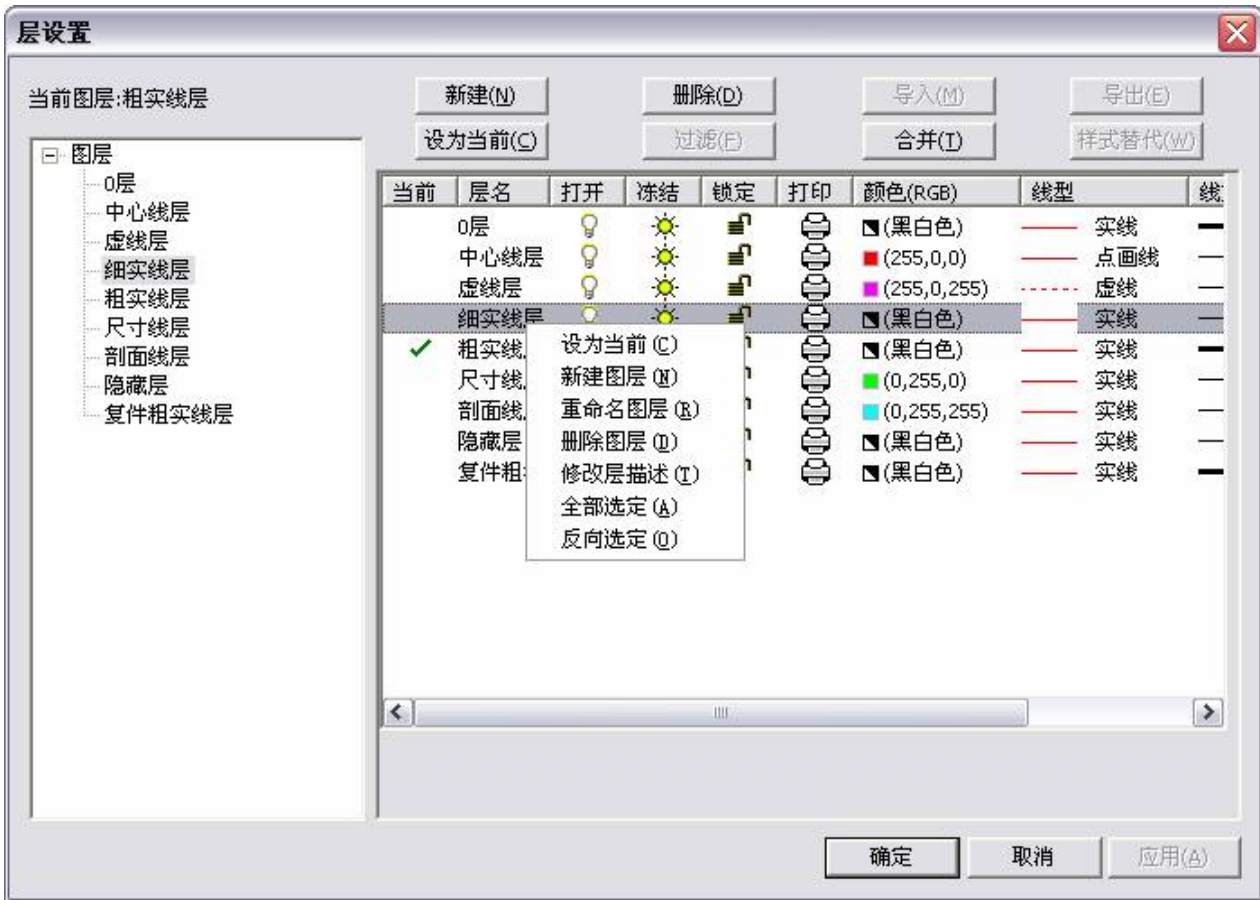 层设置
当前图层:粗实线层
新建(N) 删除(D) 导入(M) 导出(E)
设为当前(C) 过滤(F) 合并(T) 样式替代(W)
图层
0层
中心线层
虚线层
细实线层
粗实线层
尺寸线层
剖面线层
隐藏层
复件粗实线层
当前 层名 打开 冻结 锁定 打印 颜色(RGB) 线型 线
0层 (黑白色) 实线
中心线层 (255,0,0) 点画线
虚线层 (255,0,255) 虚线
细实线层 (黑白色) 实线
粗实线 (黑白色) 实线
尺寸线 (0,255,0) 实线
剖面线 (0,255,255) 实线
隐藏层 (黑白色) 实线
复件粗 (黑白色) 实线
设为当前(C)
新建图层(N)
重命名图层(R)
删除图层(D)
修改层描述(T)
全部选定(A)
反向选定(O)
确定 取消 应用(A)